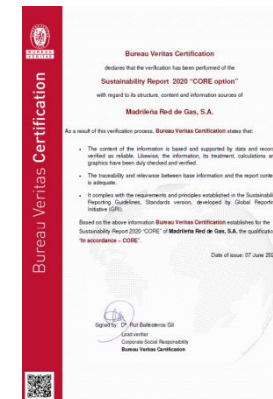 BUREAU
VERITAS
Bureau Veritas Certification
Bureau Veritas Certification
declares that the verification has been performed of the
Sustainability Report 2020 "CORE option"
with regard to its structure, content and information sources of
Madrileña Red de Gas, S.A.
As a result of this verification process, Bureau Veritas Certification states that:
• The content of the information is based and supported by data and
verified as reliable. Likewise, the information, its treatment, calculations
graphics have been duly checked and verified.
• The traceability and relevance between base information and the report
is adequate.
• It complies with the requirements and principles established in the
Reporting Guidelines, Standards version, developed by Global
Initiative (GRI).
Based on the above information Bureau Veritas Certification establishes for the
Sustainability Report 2020 "CORE" of Madrileña Red de Gas, S.A. the
"In accordance – CORE".
Date of issue: 07 June
Signed by: Dª. Rut Ballesteros Gil
Lead verifier
Corporate Social Responsibility
Bureau Veritas Certification